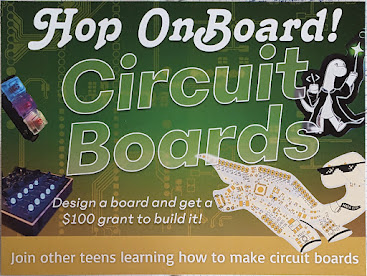 Hop OnBoard!
Circuit
Boards
Design a board and get a
$100 grant to build it!
Join other teens learning how to make circuit boards